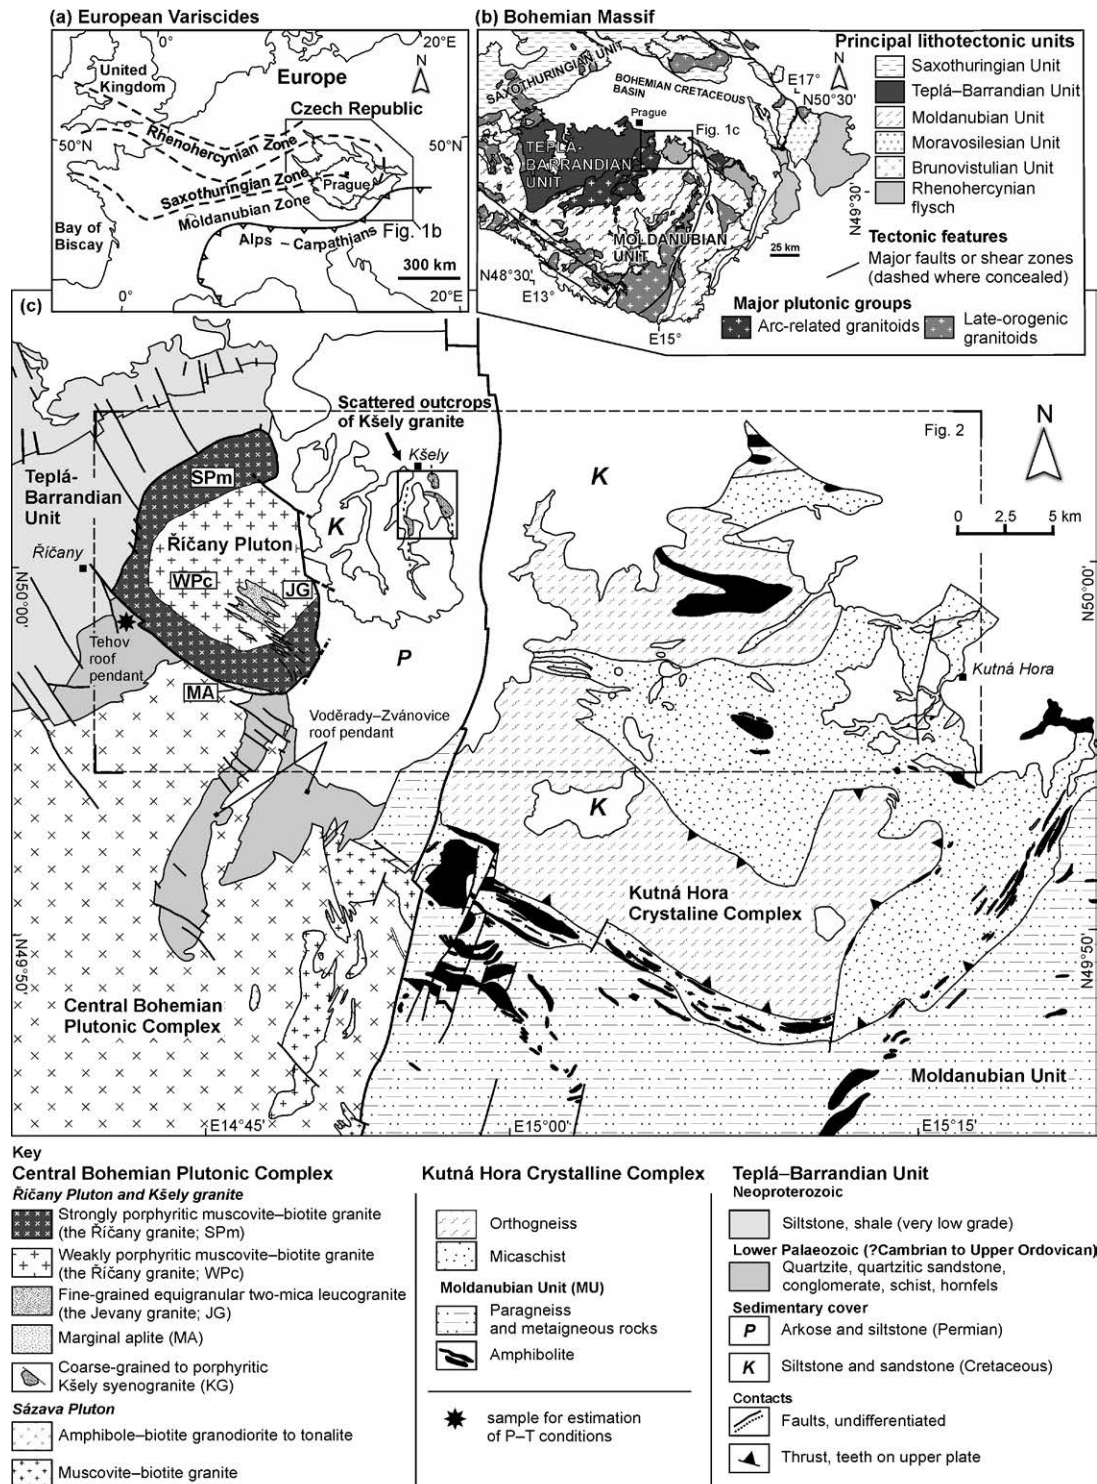 (a) European Variscides
0°
20°E
N
United
Kingdom
Europe
Czech Republic
50°N
50°N
Rhenohercynian Zone
Saxothuringian Zone
Prague
Moldanubian Zone
Bay of
Biscay
Alps – Carpathians
Fig. 1b
300 km
0°
20°E
(b) Bohemian Massif
SAXOTHURINGIAN UNIT
BOHEMIAN CRETACEOUS
BASIN
E17°
N
N50°30'
Prague
Fig. 1c
TEPLÁ-
BARRANDIAN
UNIT
N49°30'
MOLDANUBIAN
UNIT
25 km
N48°30'
E13°
E15°
Principal lithotectonic units
Saxothuringian Unit
Teplá–Barrandian Unit
Moldanubian Unit
Moravosilesian Unit
Brunovistulian Unit
Rhenohercynian
flysch
Tectonic features
Major faults or shear zones
(dashed where concealed)
Major plutonic groups
Arc-related granitoids
Late-orogenic
granitoids
(c)
Scattered outcrops
of Kšely granite
Kšely
Fig. 2
N
K
0 2.5 5 km
Teplá-
Barrandian
Unit
SPm
K
Říčany Pluton
Říčany
WPc
JG
N50°00'
N50°00'
Tehov
roof
pendant
P
MA
Kutná Hora
Voděrady–Zvánovice
roof pendant
K
Kutná Hora
Crystaline Complex
N49°50'
N49°50'
Central Bohemian
Plutonic Complex
Moldanubian Unit
E14°45'
E15°00'
E15°15'
Key
Central Bohemian Plutonic Complex
Říčany Pluton and Kšely granite
Strongly porphyritic muscovite–biotite granite
(the Říčany granite; SPm)
Weakly porphyritic muscovite–biotite granite
(the Říčany granite; WPc)
Fine-grained equigranular two-mica leucogranite
(the Jevany granite; JG)
Marginal aplite (MA)
Coarse-grained to porphyritic
Kšely syenogranite (KG)
Sázava Pluton
Amphibole–biotite granodiorite to tonalite
Muscovite–biotite granite
Kutná Hora Crystalline Complex
Orthogneiss
Micaschist
Moldanubian Unit (MU)
Paragneiss
and metaigneous rocks
Amphibolite
sample for estimation
of P–T conditions
Teplá–Barrandian Unit
Neoproterozoic
Siltstone, shale (very low grade)
Lower Palaeozoic (?Cambrian to Upper Ordovican)
Quartzite, quartzitic sandstone,
conglomerate, schist, hornfels
Sedimentary cover
P
Arkose and siltstone (Permian)
K
Siltstone and sandstone (Cretaceous)
Contacts
Faults, undifferentiated
Thrust, teeth on upper plate